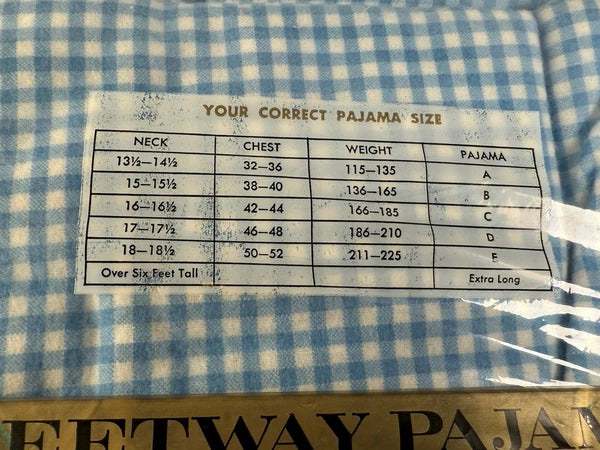 YOUR CORRECT PAJAMA SIZE
NECK CHEST WEIGHT PAJAMA
13½—14½ 32—36 115—135 A
15—15½ 38—40 136—165 B
16—16½ 42—44 166—185 C
17—17½ 46—48 186—210 D
18—18½ 50—52 211—225 E
Over Six Feet Tall Extra Long
EETWAY PAJAM